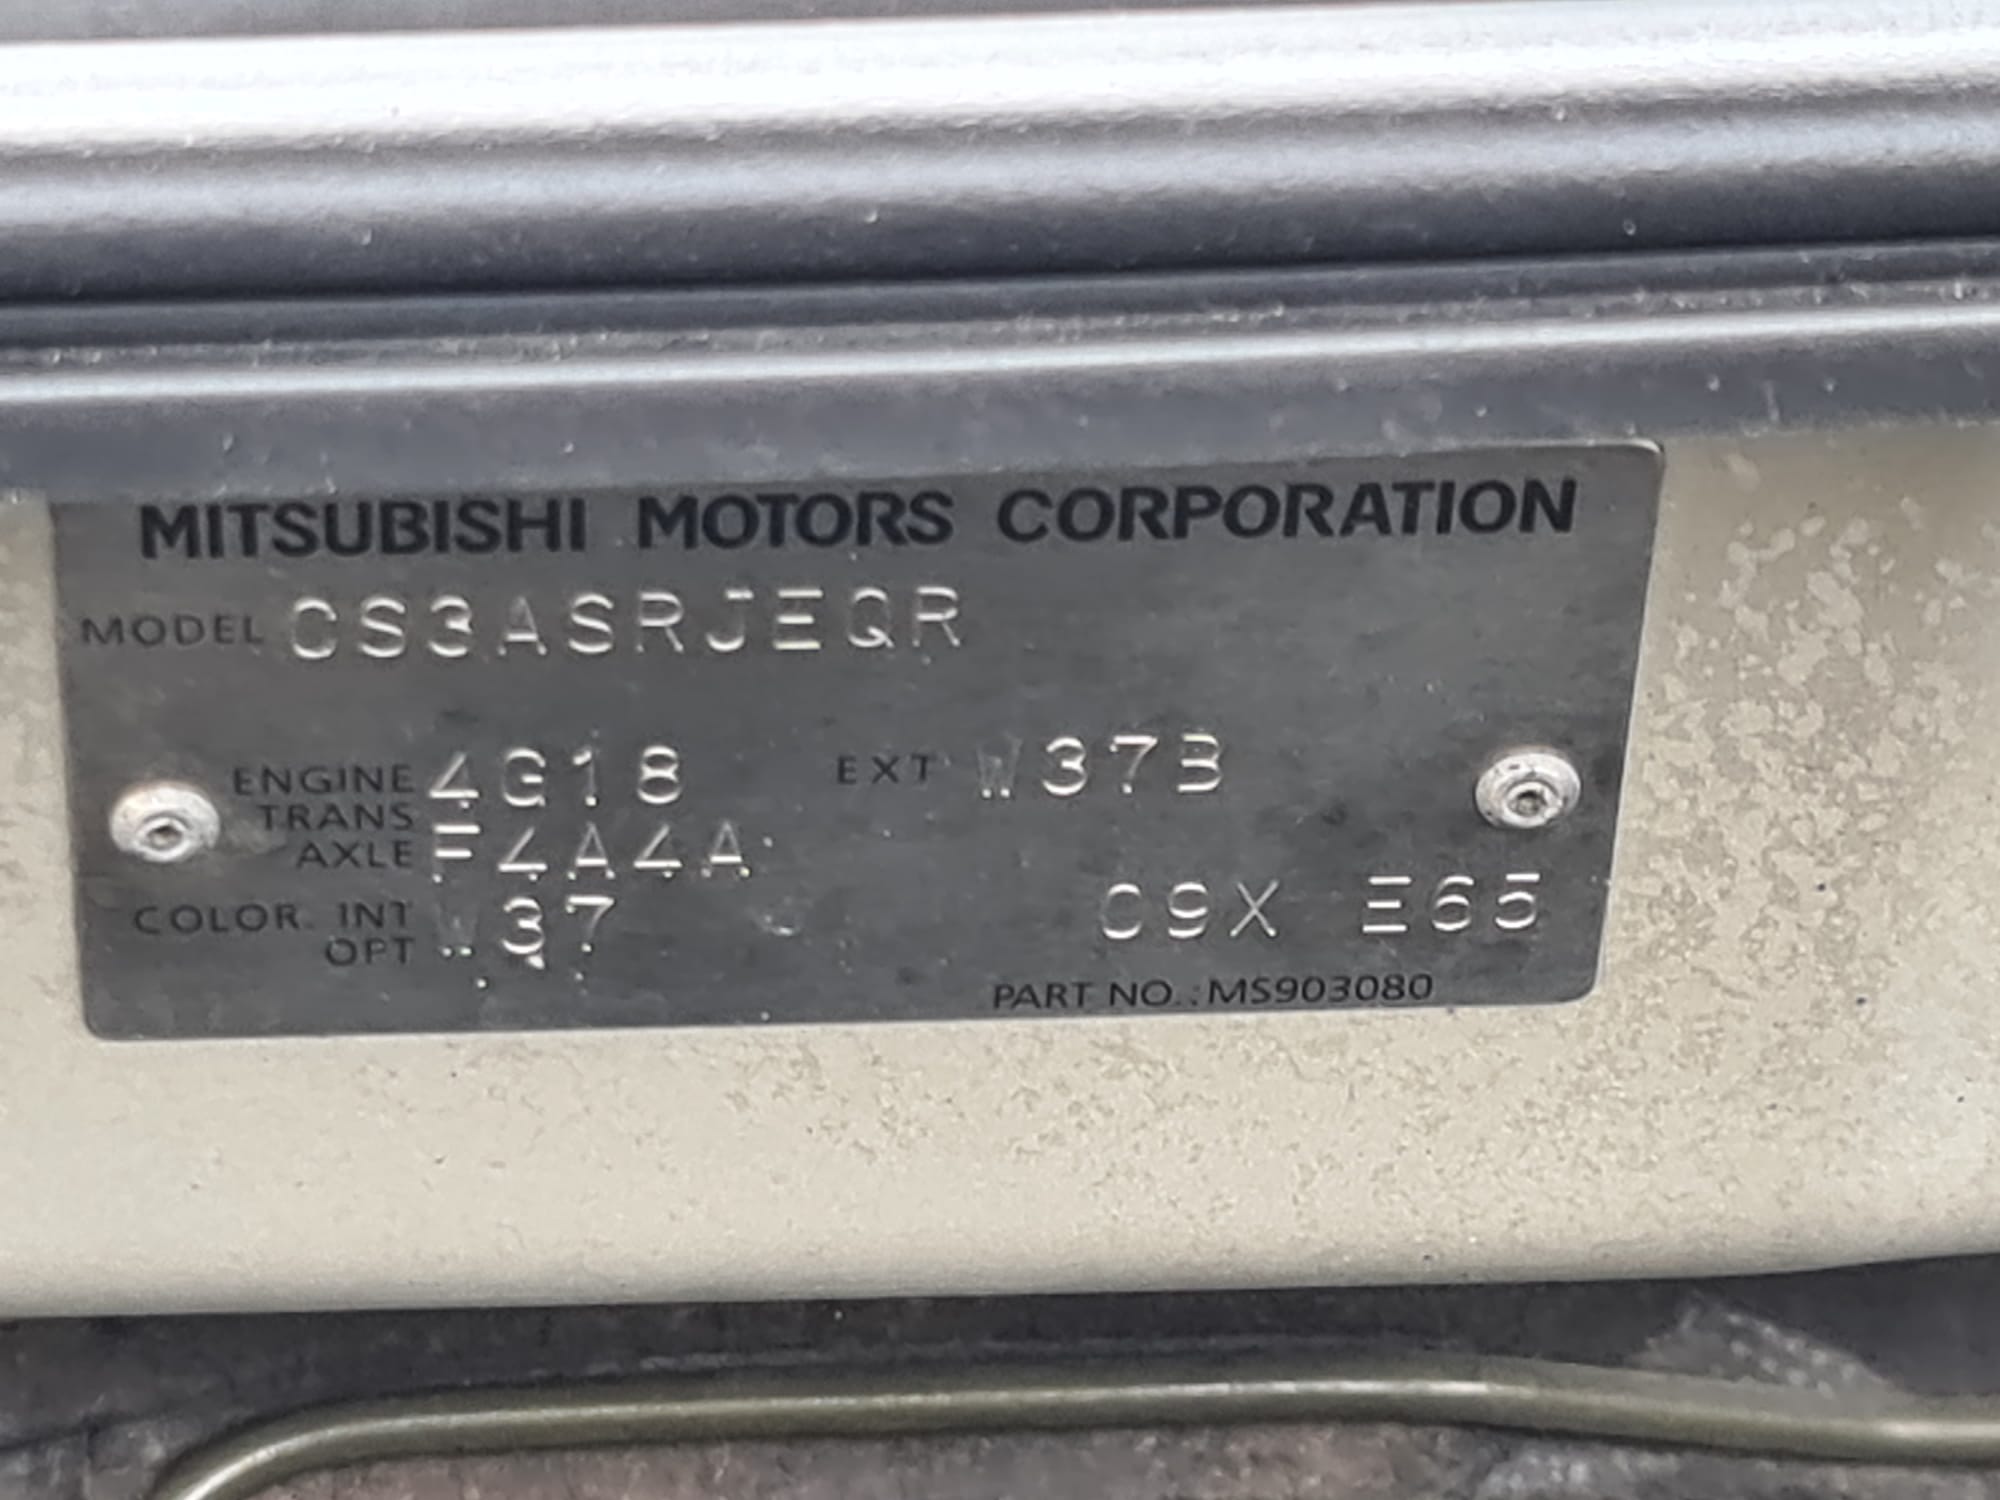 MITSUBISHI MOTORS CORPORATION
MODEL CS3ASRJEQR
ENGINE 4G18 EXT W37B
TRANS
AXLE F4A4A
COLOR. INT W37 C9X E65
OPT
PART NO.:MS903080